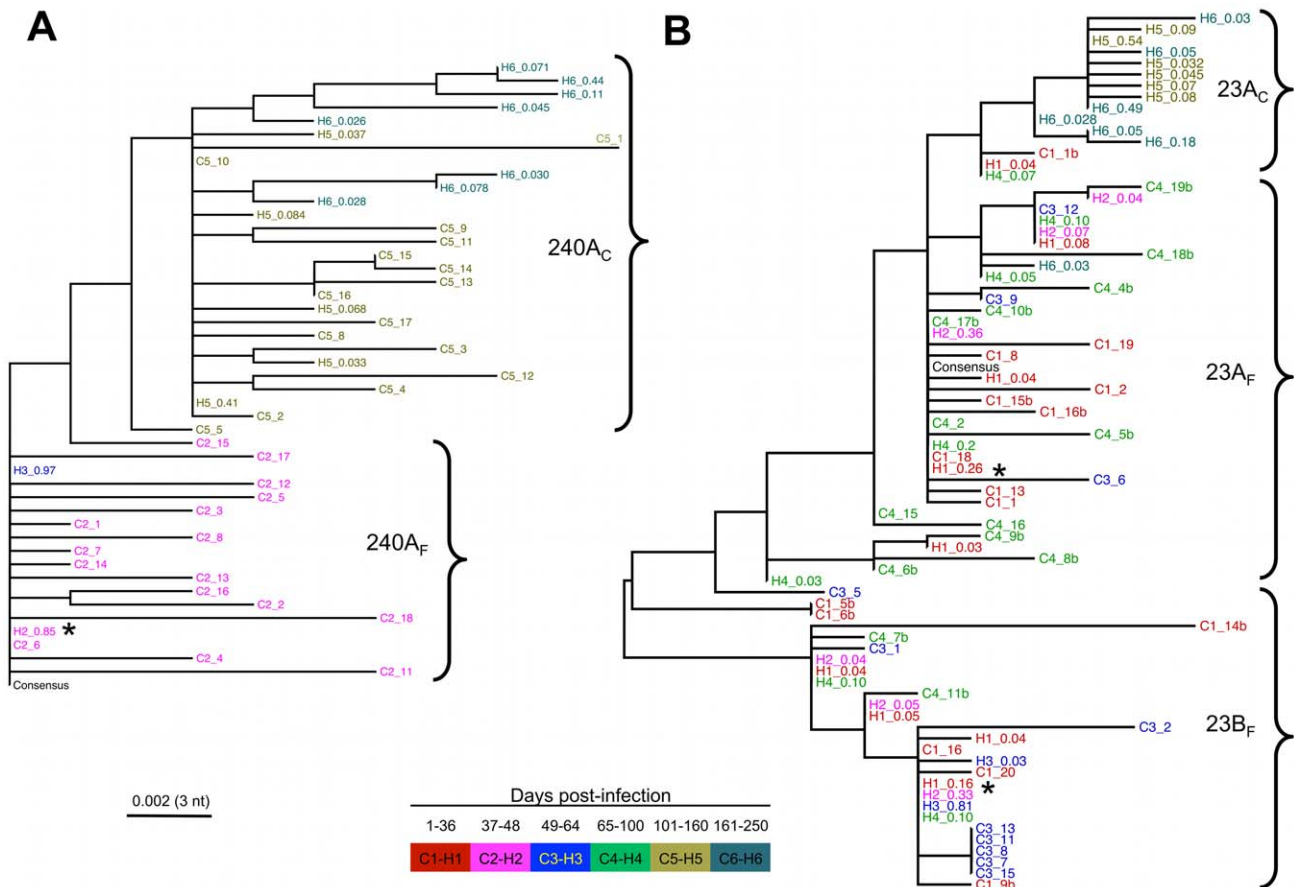 A
H6_0.071
H6_0.44
H6_0.11
H6_0.045
H6_0.026
H5_0.037
C5_1
C5_10
H6_0.030
H6_0.078
H6_0.028
H5_0.084
C5_9
C5_11
C5_15
C5_14
C5_13
C5_16
H5_0.068
C5_17
C5_8
C5_3
H5_0.033
C5_12
C5_4
H5_0.41
C5_2
C5_5
240AC
C2_15
C2_17
H3_0.97
C2_12
C2_5
C2_3
C2_1
C2_8
C2_7
C2_14
C2_13
C2_16
C2_2
C2_18
H2_0.85 *
C2_6
C2_4
C2_11
Consensus
240AF
0.002 (3 nt)
B
H6_0.03
H5_0.09
H5_0.54
H6_0.05
H5_0.032
H5_0.045
H5_0.07
H5_0.08
H6_0.49
H6_0.028
H6_0.05
H6_0.18
C1_1b
H1_0.04
H4_0.07
23AC
C4_19b
H2_0.04
C3_12
H4_0.10
H2_0.07
H1_0.08
C4_18b
H6_0.03
H4_0.05
C4_4b
C3_9
C4_10b
C4_17b
H2_0.36
C1_19
C1_8
Consensus
H1_0.04
C1_2
C1_15b
C1_16b
C4_2
C4_5b
H4_0.2
C1_18
H1_0.26 *
C3_6
C1_13
C1_1
C4_15
C4_16
C4_9b
H1_0.03
C4_8b
C4_6b
H4_0.03
23AF
C3_5
C1_5b
C1_6b
C1_14b
C4_7b
C3_1
H2_0.04
H1_0.04
H4_0.10
C4_11b
H2_0.05
H1_0.05
C3_2
H1_0.04
C1_16
H3_0.03
C1_20
H1_0.16 *
H2_0.33
H3_0.81
H4_0.10
C3_13
C3_11
C3_8
C3_7
C3_15
C1_9b
23BF
Days post-infection
1-36 37-48 49-64 65-100 101-160 161-250
C1-H1 C2-H2 C3-H3 C4-H4 C5-H5 C6-H6